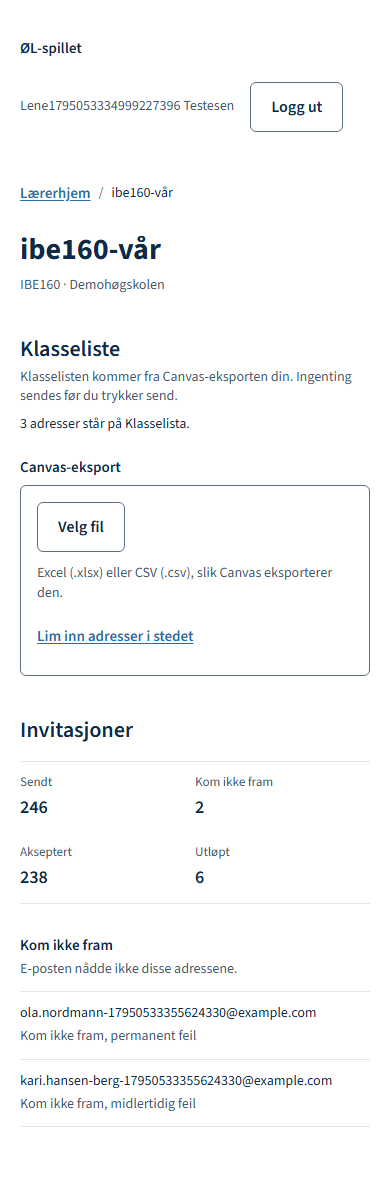 ØL-spillet
Lene1795053334999227396 Testesen
Logg ut
Lærerhjem / ibe160-vår
ibe160-vår
IBE160 · Demohøgskolen
Klasseliste
Klasselisten kommer fra Canvas-eksporten din. Ingenting
sendes før du trykker send.
3 adresser står på Klasselista.
Canvas-eksport
Velg fil
Excel (.xlsx) eller CSV (.csv), slik Canvas eksporterer
den.
Lim inn adresser i stedet
Invitasjoner
Sendt
Kom ikke fram
246
2
Akseptert
Utløpt
238
6
Kom ikke fram
E-posten nådde ikke disse adressene.
ola.nordmann-17950533355624330@example.com
Kom ikke fram, permanent feil
kari.hansen-berg-17950533355624330@example.com
Kom ikke fram, midlertidig feil